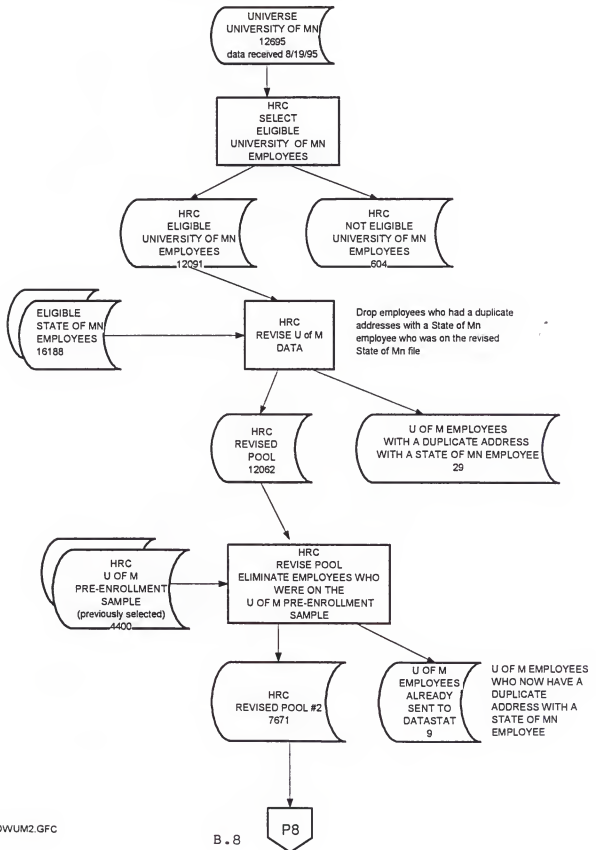 UNIVERSE
UNIVERSITY OF MN
12695
data received 8/19/95
HRC
SELECT
ELIGIBLE
UNIVERSITY OF MN
EMPLOYEES
HRC
ELIGIBLE
UNIVERSITY OF MN
EMPLOYEES
12091
HRC
NOT ELIGIBLE
UNIVERSITY OF MN
EMPLOYEES
604
ELIGIBLE
STATE OF MN
EMPLOYEES
16188
HRC
REVISE U of M
DATA
Drop employees who had a duplicate
addresses with a State of Mn
employee who was on the revised
State of Mn file
HRC
REVISED
POOL
12062
U OF M EMPLOYEES
WITH A DUPLICATE ADDRESS
WITH A STATE OF MN EMPLOYEE
29
HRC
U OF M
PRE-ENROLLMENT
SAMPLE
(previously selected)
4400
HRC
REVISE POOL
ELIMINATE EMPLOYEES WHO
WERE ON THE
U OF M PRE-ENROLLMENT
SAMPLE
HRC
REVISED POOL #2
7671
U OF M
EMPLOYEES
ALREADY
SENT TO
DATASTAT
9
U OF M EMPLOYEES
WHO NOW HAVE A
DUPLICATE
ADDRESS WITH A
STATE OF MN
EMPLOYEE
P8
OWUM2.GFC
B.8